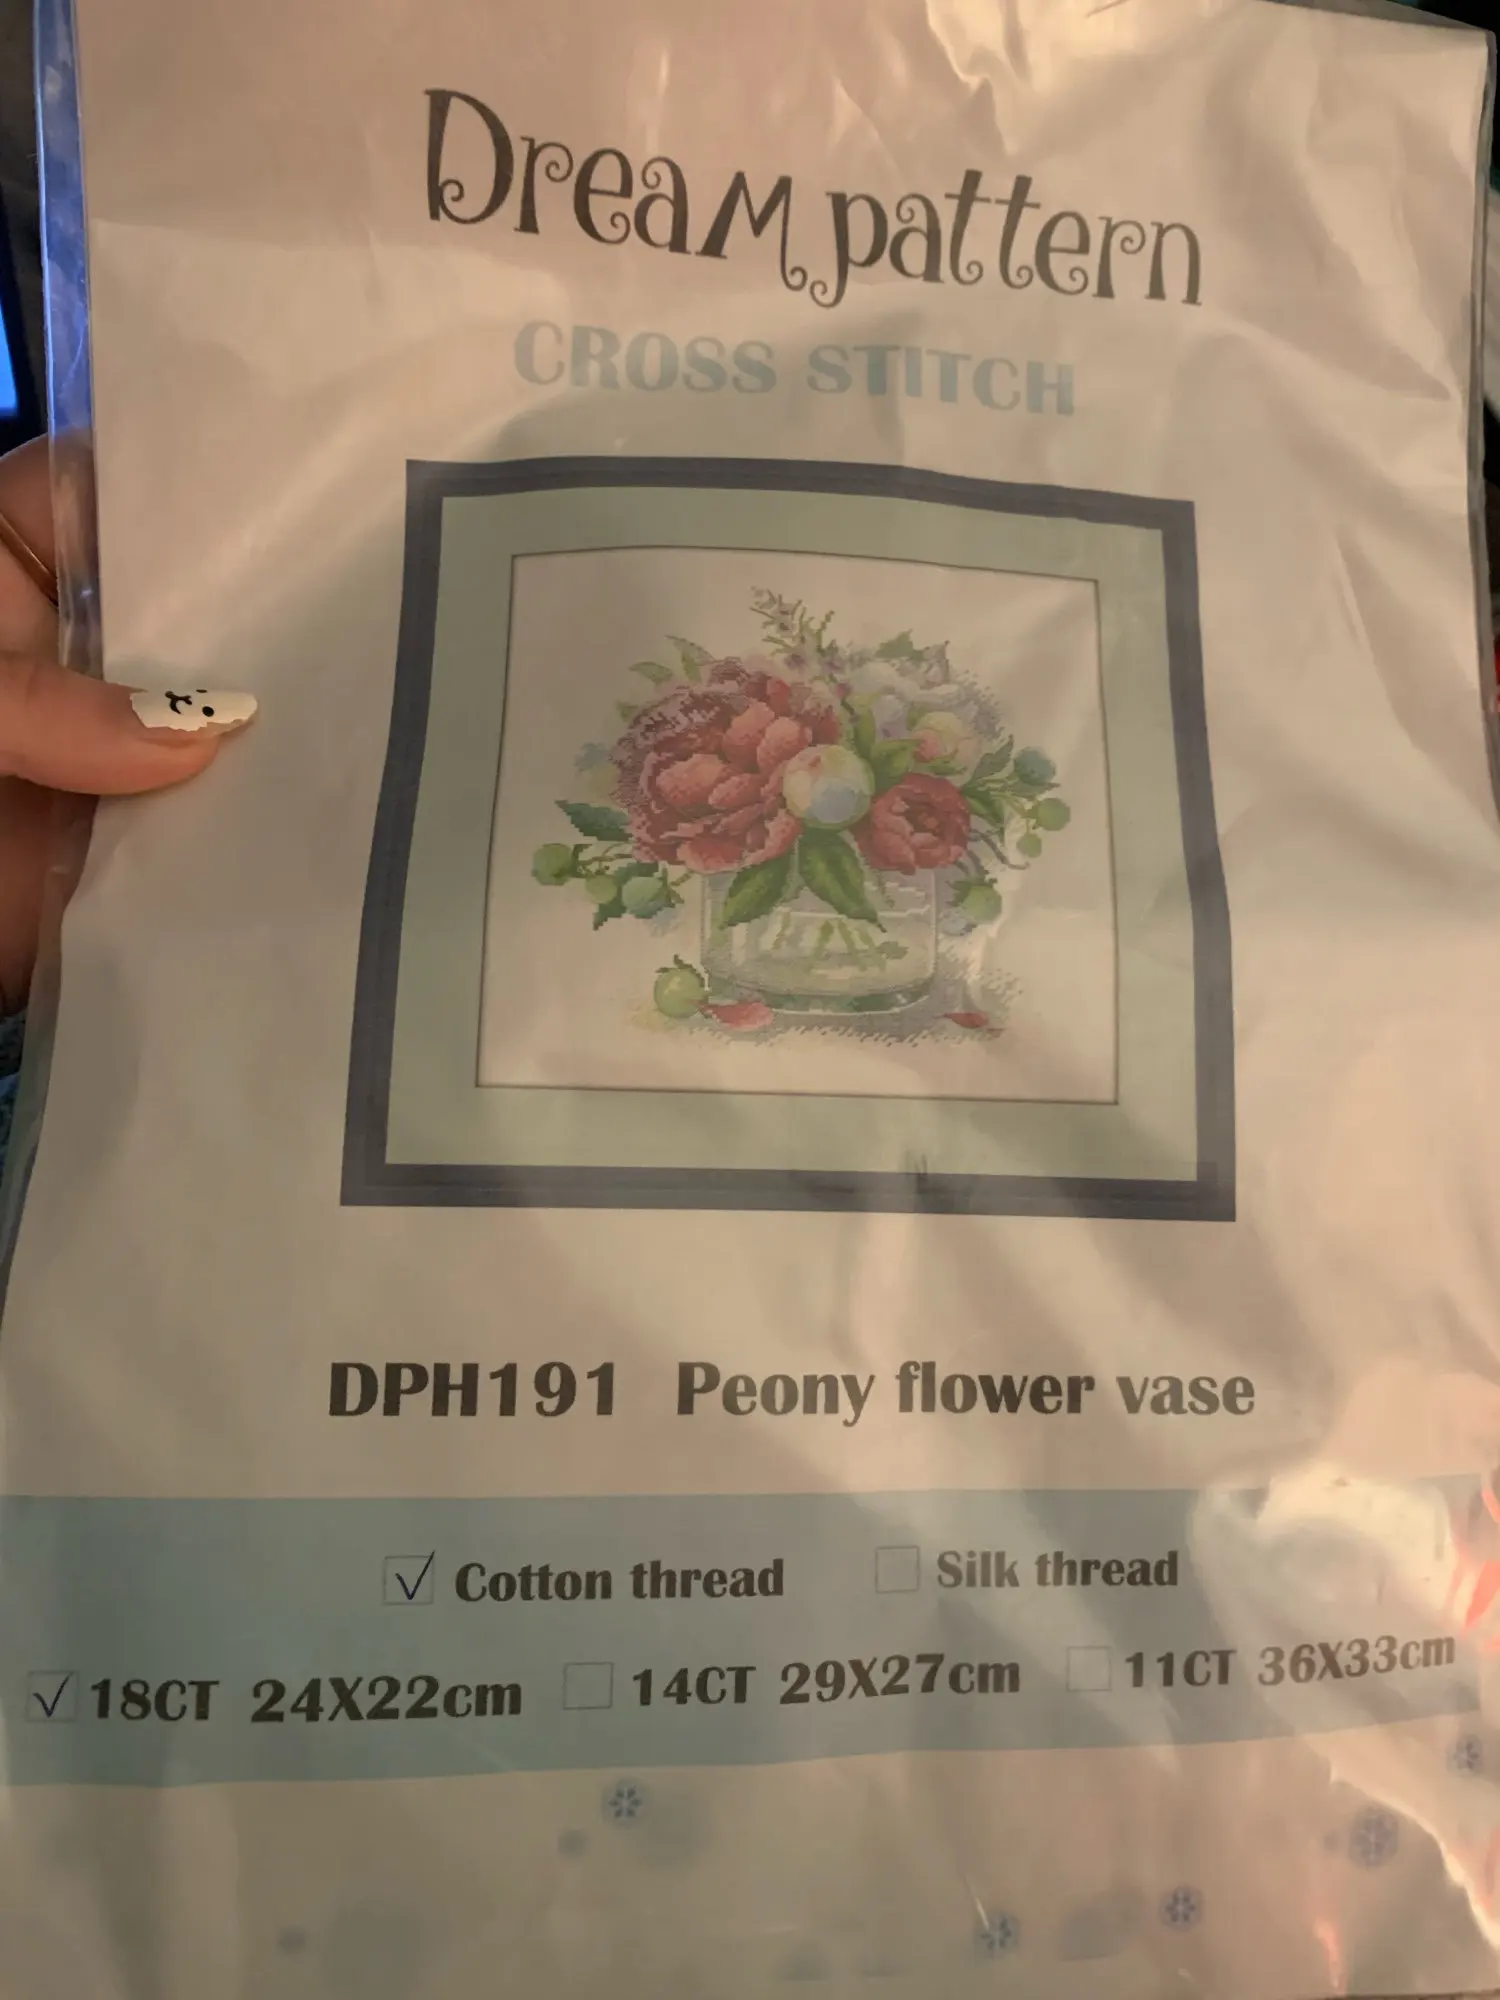 Dream pattern
CROSS STITCH
DPH191 Peony flower vase
Cotton thread Silk thread
18CT 24X22cm 14CT 29X27cm 11CT 36X33cm